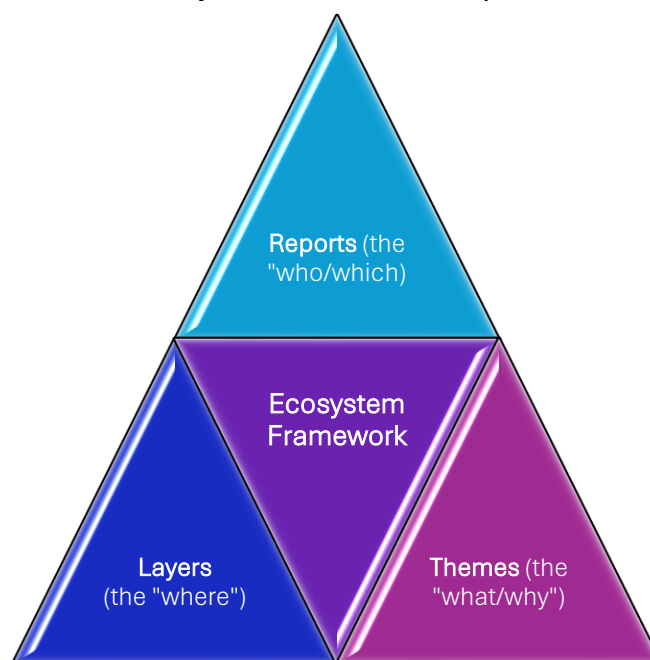 Reports (the
"who/which)
Ecosystem
Framework
Layers
(the "where")
Themes (the
"what/why")